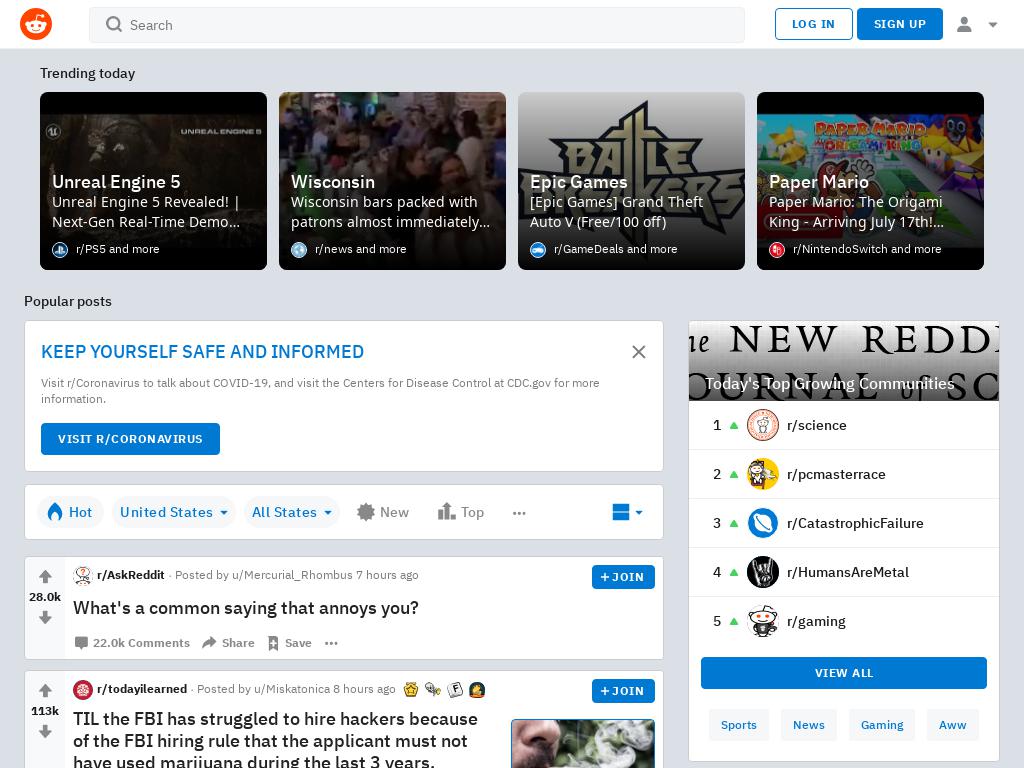 Search
LOG IN
SIGN UP
Trending today
UNREAL ENGINE 5
Unreal Engine 5
Unreal Engine 5 Revealed! |
Next-Gen Real-Time Demo...
r/PS5 and more
Wisconsin
Wisconsin bars packed with
patrons almost immediately...
r/news and more
BATTLE
BREAKERS
Epic Games
[Epic Games] Grand Theft
Auto V (Free/100 off)
r/GameDeals and more
PAPER MARIO
THE ORIGAMI KING
Paper Mario
Paper Mario: The Origami
King - Arriving July 17th!...
r/NintendoSwitch and more
Popular posts
KEEP YOURSELF SAFE AND INFORMED
Visit r/Coronavirus to talk about COVID-19, and visit the Centers for Disease Control at CDC.gov for more
information.
VISIT R/CORONAVIRUS
Hot
United States
All States
New
Top
r/AskReddit · Posted by u/Mercurial_Rhombus 7 hours ago
JOIN
28.0k
What's a common saying that annoys you?
22.0k Comments
Share
Save
r/todayilearned · Posted by u/Miskatonica 8 hours ago
JOIN
113k
TIL the FBI has struggled to hire hackers because
of the FBI hiring rule that the applicant must not
have used marijuana during the last 3 years.
he NEW REDDI
OURNAL of SC
Today's Top Growing Communities
1 r/science
2 r/pcmasterrace
3 r/CatastrophicFailure
4 r/HumansAreMetal
5 r/gaming
VIEW ALL
Sports
News
Gaming
Aww